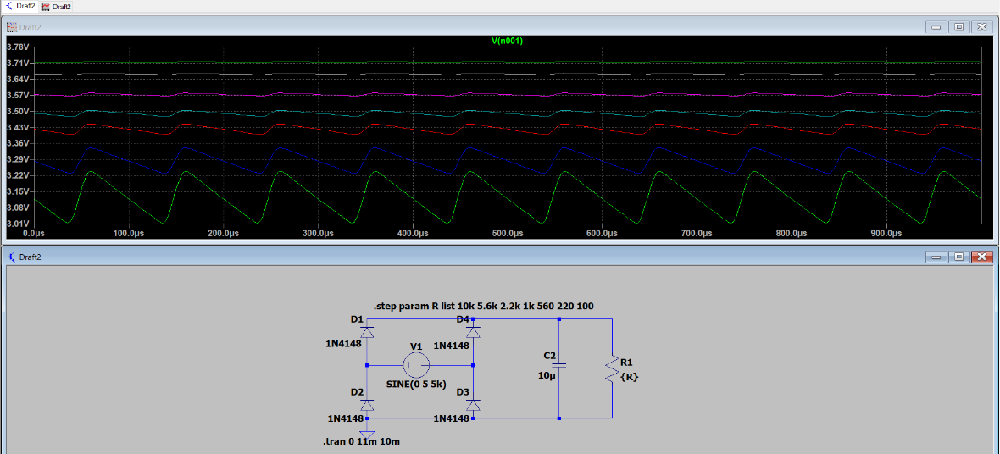 Draft2 Draft2
Draft2
V(n001)
3.78V
3.71V
3.64V
3.57V
3.50V
3.43V
3.36V
3.29V
3.22V
3.15V
3.08V
3.01V
0.0µs 100.0µs 200.0µs 300.0µs 400.0µs 500.0µs 600.0µs 700.0µs 800.0µs 900.0µs
Draft2
.step param R list 10k 5.6k 2.2k 1k 560 220 100
D1 D4
1N4148 V1 1N4148
C2 R1
10µ {R}
SINE(0 5 5k)
D2 D3
1N4148 1N4148
.tran 0 11m 10m